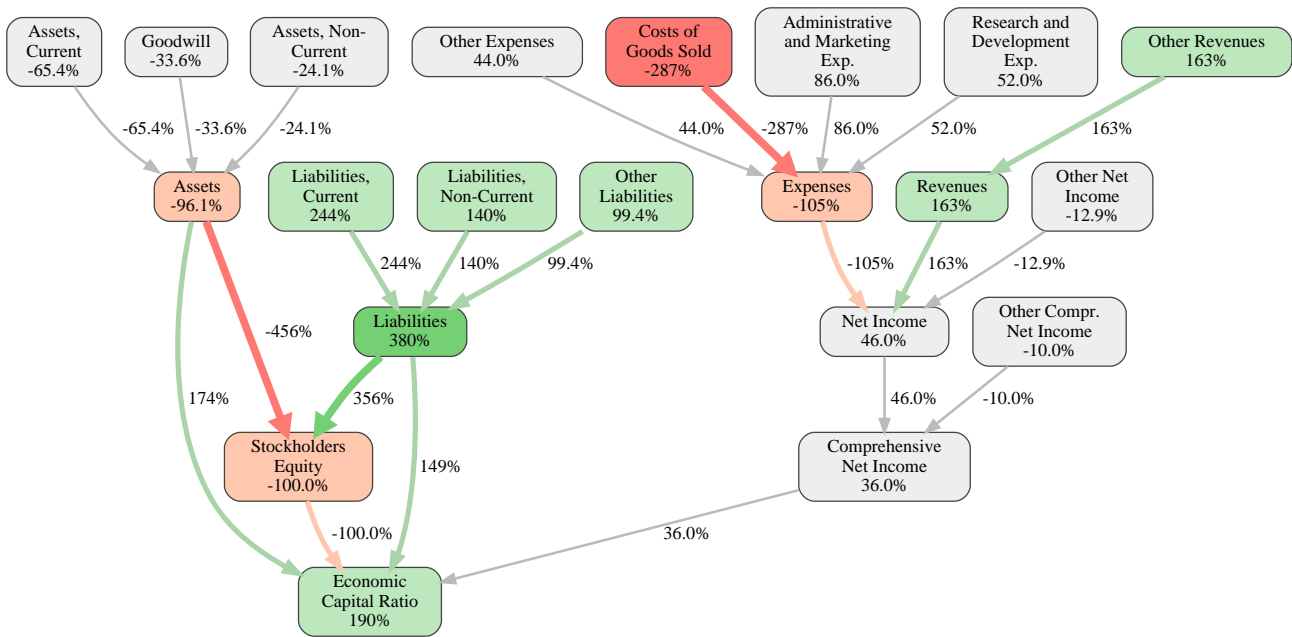 Assets,
Current
-65.4%
Goodwill
-33.6%
Assets, Non-
Current
-24.1%
Other Expenses
44.0%
Costs of
Goods Sold
-287%
Administrative
and Marketing
Exp.
86.0%
Research and
Development
Exp.
52.0%
Other Revenues
163%
-65.4%
-33.6%
-24.1%
44.0%
-287%
86.0%
52.0%
163%
Assets
-96.1%
Liabilities,
Current
244%
Liabilities,
Non-Current
140%
Other
Liabilities
99.4%
Expenses
-105%
Revenues
163%
Other Net
Income
-12.9%
244%
140%
99.4%
-105%
163%
-12.9%
-456%
Liabilities
380%
Net Income
46.0%
Other Compr.
Net Income
-10.0%
174%
356%
46.0%
-10.0%
Stockholders
Equity
-100.0%
149%
Comprehensive
Net Income
36.0%
-100.0%
36.0%
Economic
Capital Ratio
190%